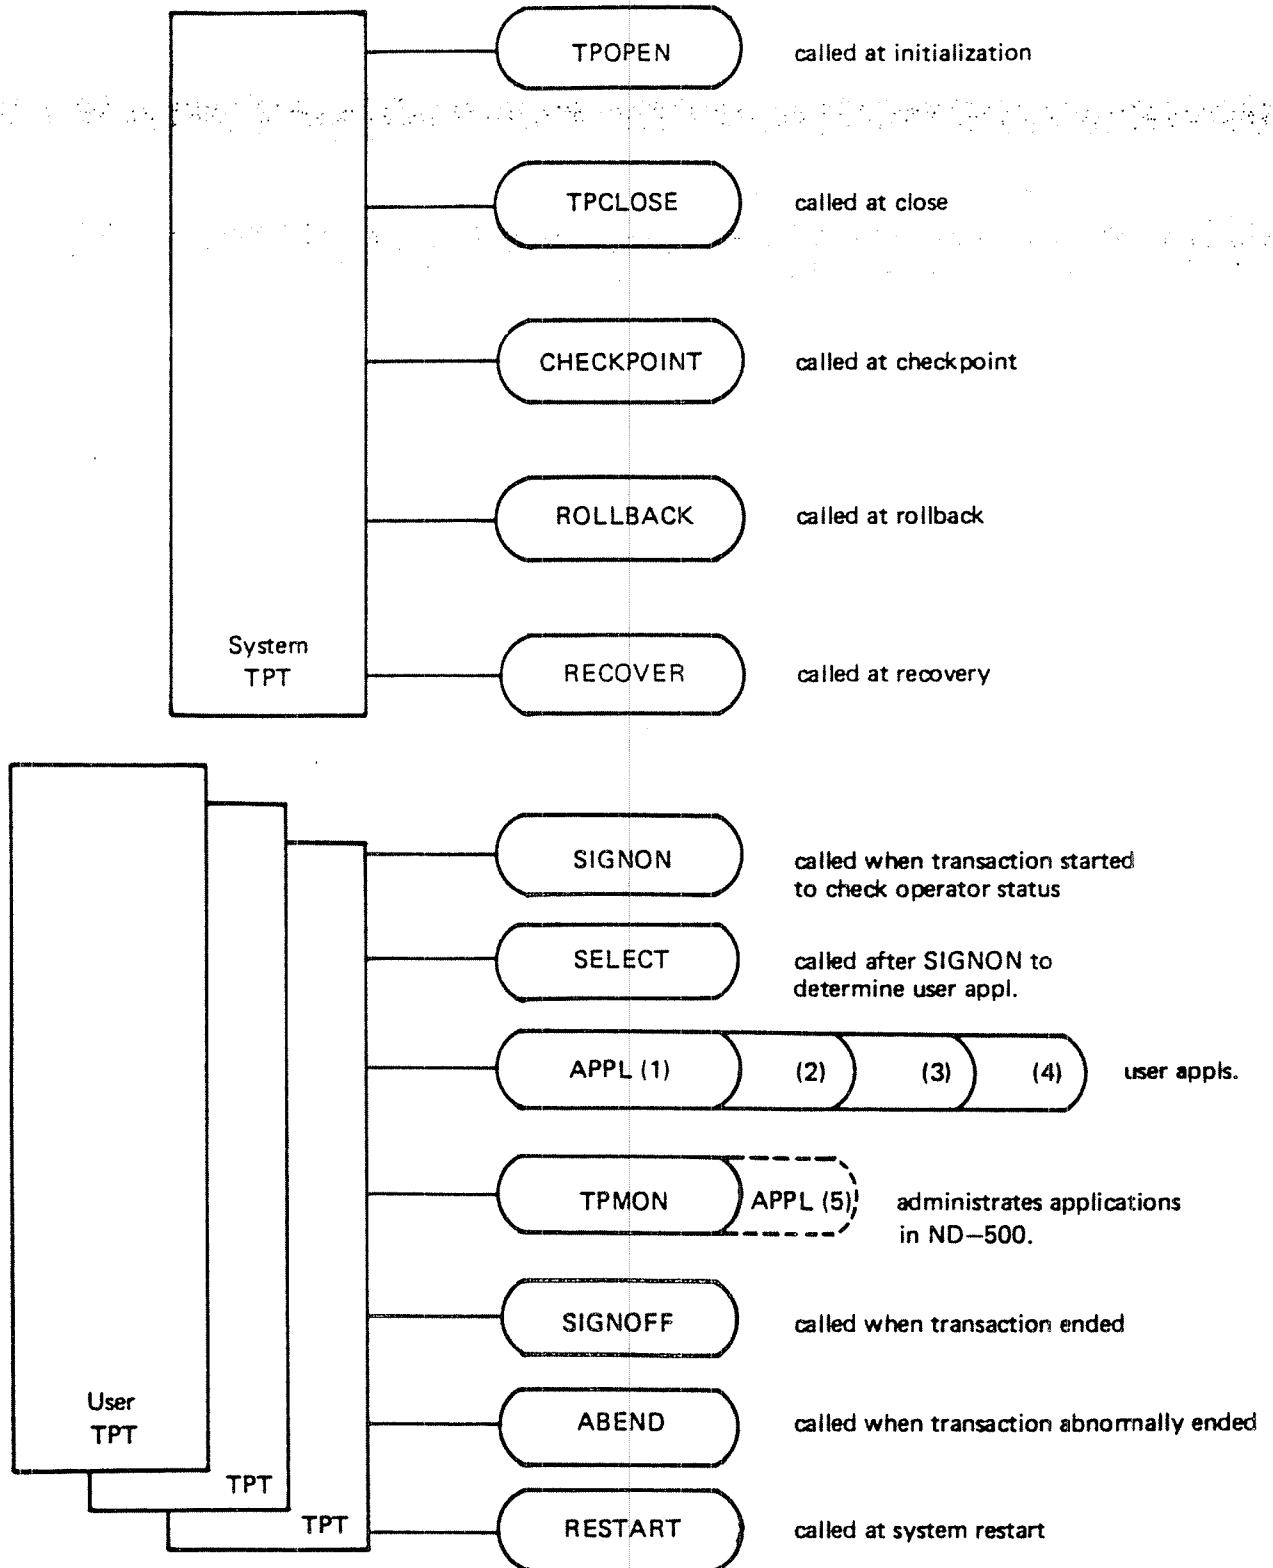 TPOPEN called at initialization
TPCLOSE called at close
CHECKPOINT called at checkpoint
ROLLBACK called at rollback
System
TPT
RECOVER called at recovery
SIGNON called when transaction started
to check operator status
SELECT called after SIGNON to
determine user appl.
APPL (1) (2) (3) (4) user appls.
TPMON APPL (5) administrates applications
in ND-500.
SIGNOFF called when transaction ended
User
TPT
ABEND called when transaction abnormally ended
TPT
TPT
RESTART called at system restart